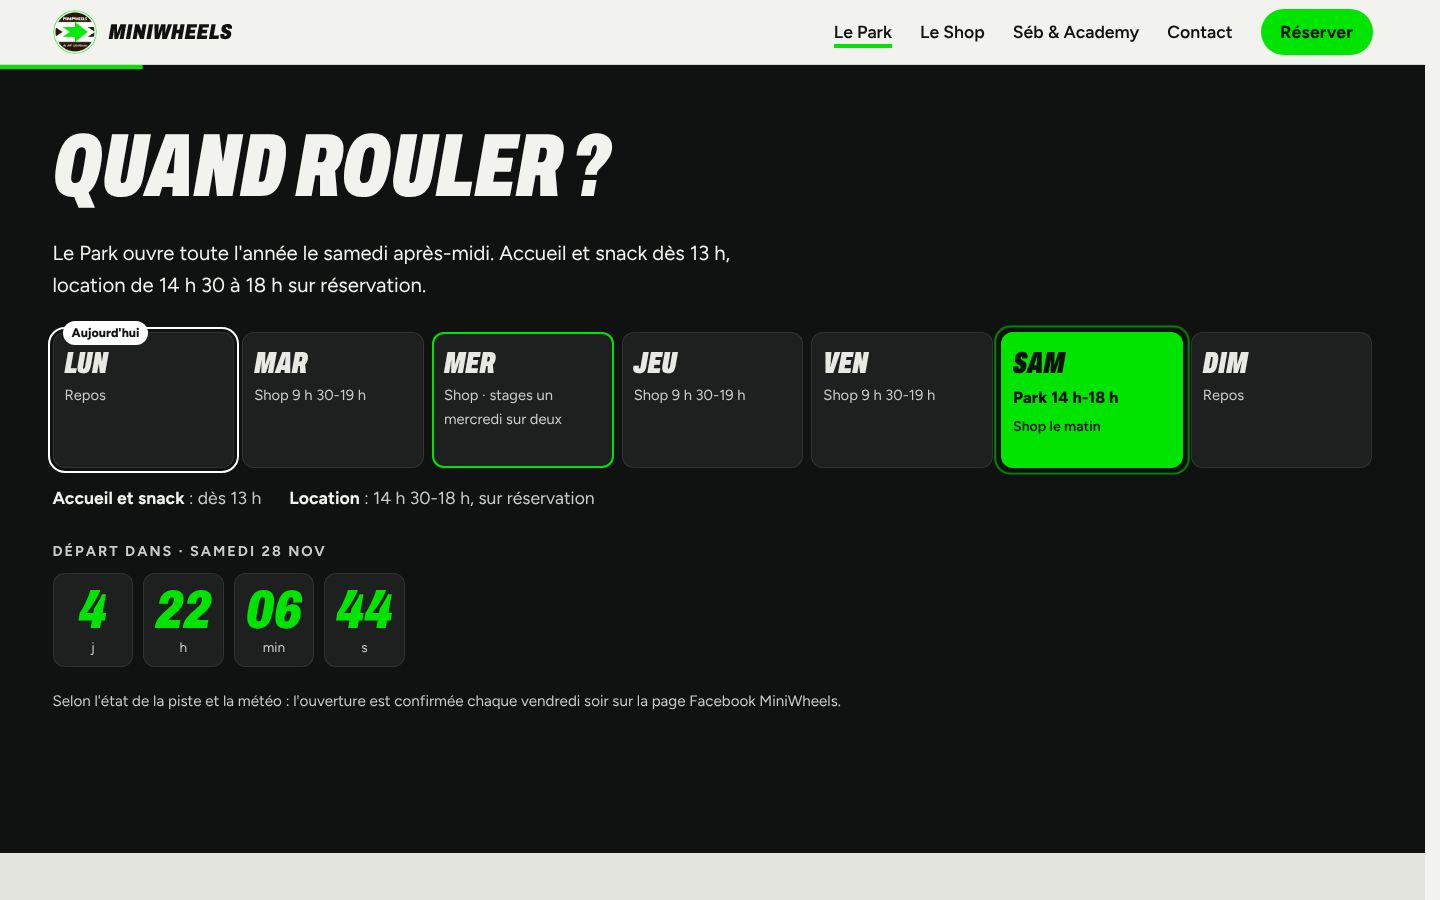 MINIWHEELS
Le Park
Le Shop
Séb & Academy
Contact
Réserver
QUAND ROULER ?
Le Park ouvre toute l'année le samedi après-midi. Accueil et snack dès 13 h,
location de 14 h 30 à 18 h sur réservation.
Aujourd'hui
LUN
Repos
MAR
Shop 9 h 30-19 h
MER
Shop · stages un
mercredi sur deux
JEU
Shop 9 h 30-19 h
VEN
Shop 9 h 30-19 h
SAM
Park 14 h-18 h
Shop le matin
DIM
Repos
Accueil et snack : dès 13 h
Location : 14 h 30-18 h, sur réservation
DÉPART DANS · SAMEDI 28 NOV
4
j
22
h
06
min
44
s
Selon l'état de la piste et la météo : l'ouverture est confirmée chaque vendredi soir sur la page Facebook MiniWheels.